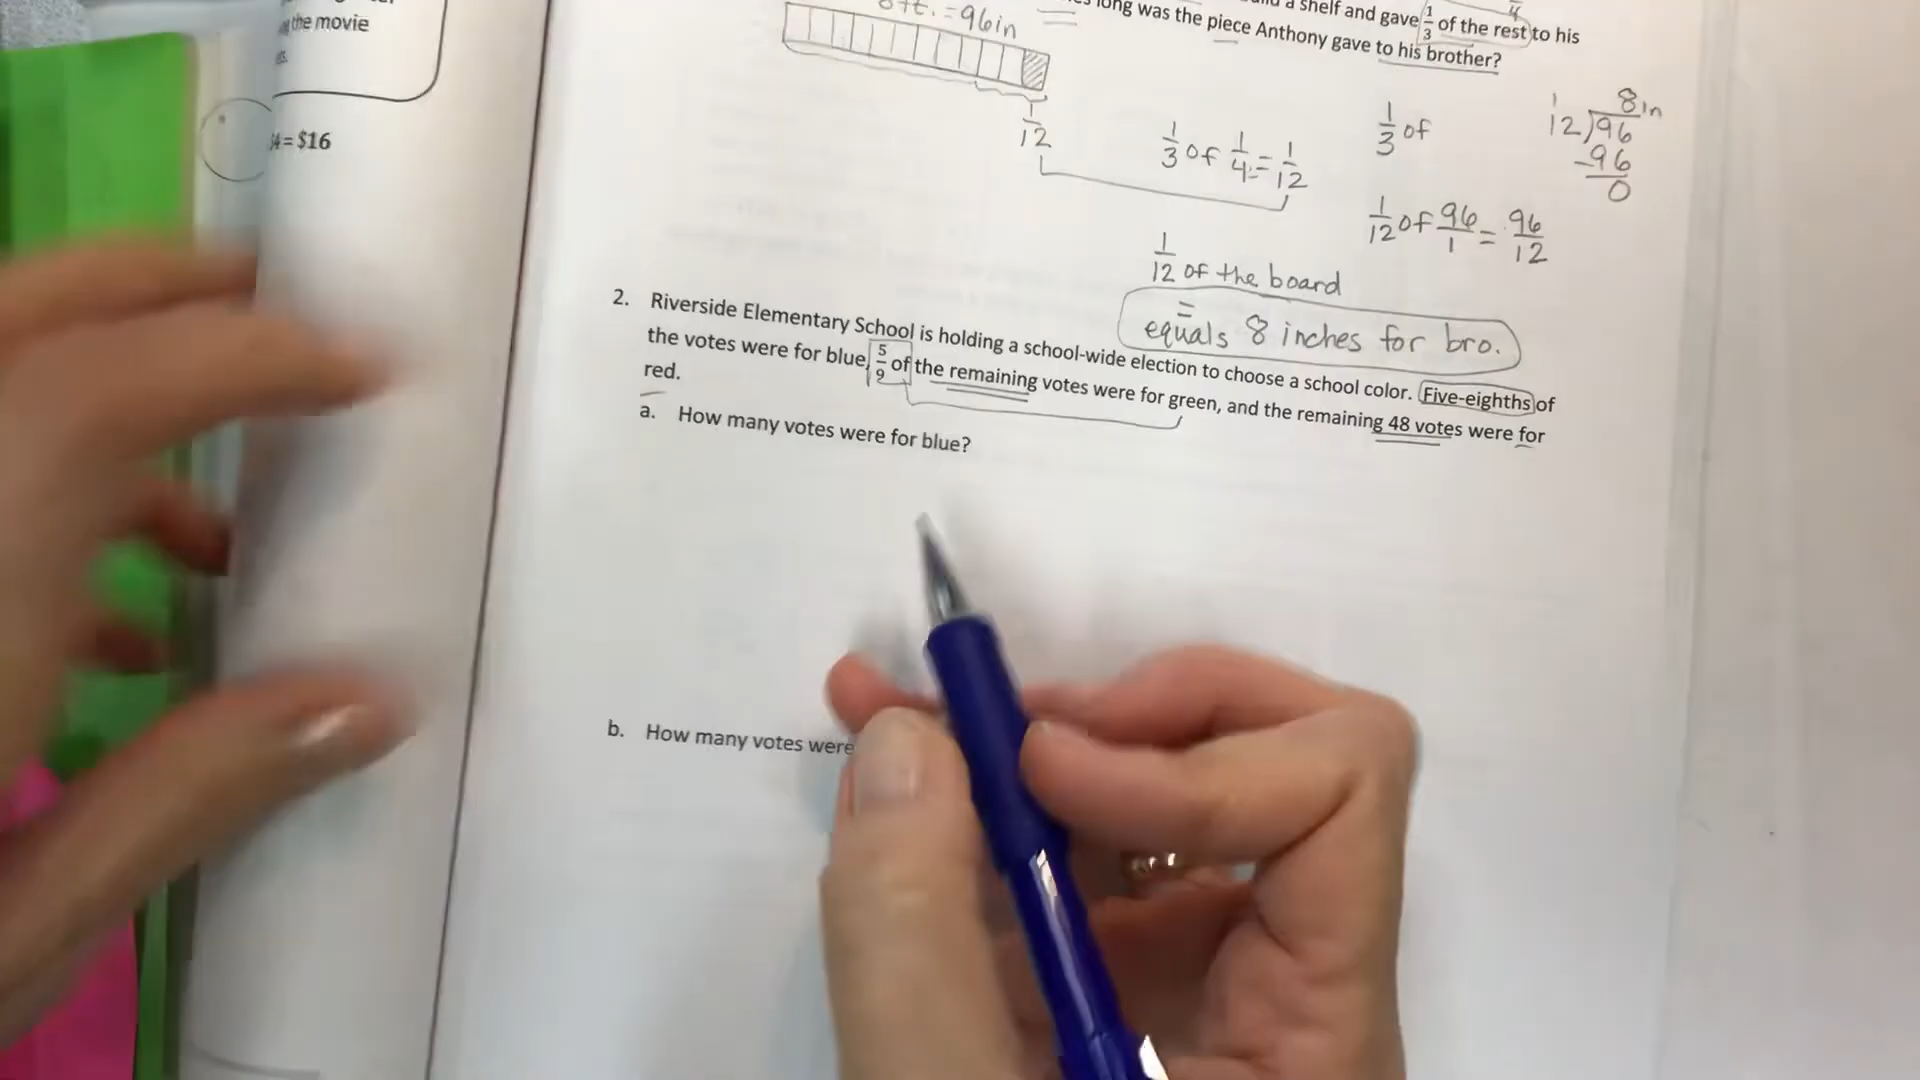 the movie
4 = $16
a shelf and gave 1/3 of the rest to his
long was the piece Anthony gave to his brother?
ft. = 96in
1/12
1/3 of 1/4 = 1/12
1/3 of
8in
12)96
-96
0
1/12 of 96/1 = 96/12
1/12 of the board
=
equals 8 inches for bro.
2. Riverside Elementary School is holding a school-wide election to choose a school color. Five-eighths of
the votes were for blue, 5/9 of the remaining votes were for green, and the remaining 48 votes were for
red.
a. How many votes were for blue?
b. How many votes were